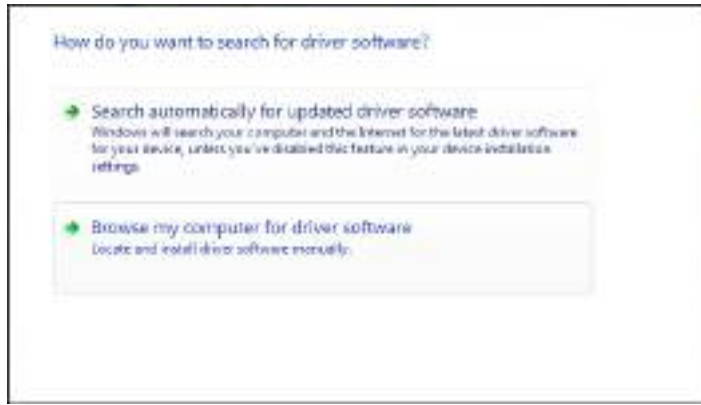 How do you want to search for driver software?
Search automatically for updated driver software
Windows will search your computer and the Internet for the latest driver software
for your device, unless you've disabled this feature in your device installation
settings.
Browse my computer for driver software
Locate and install driver software manually.